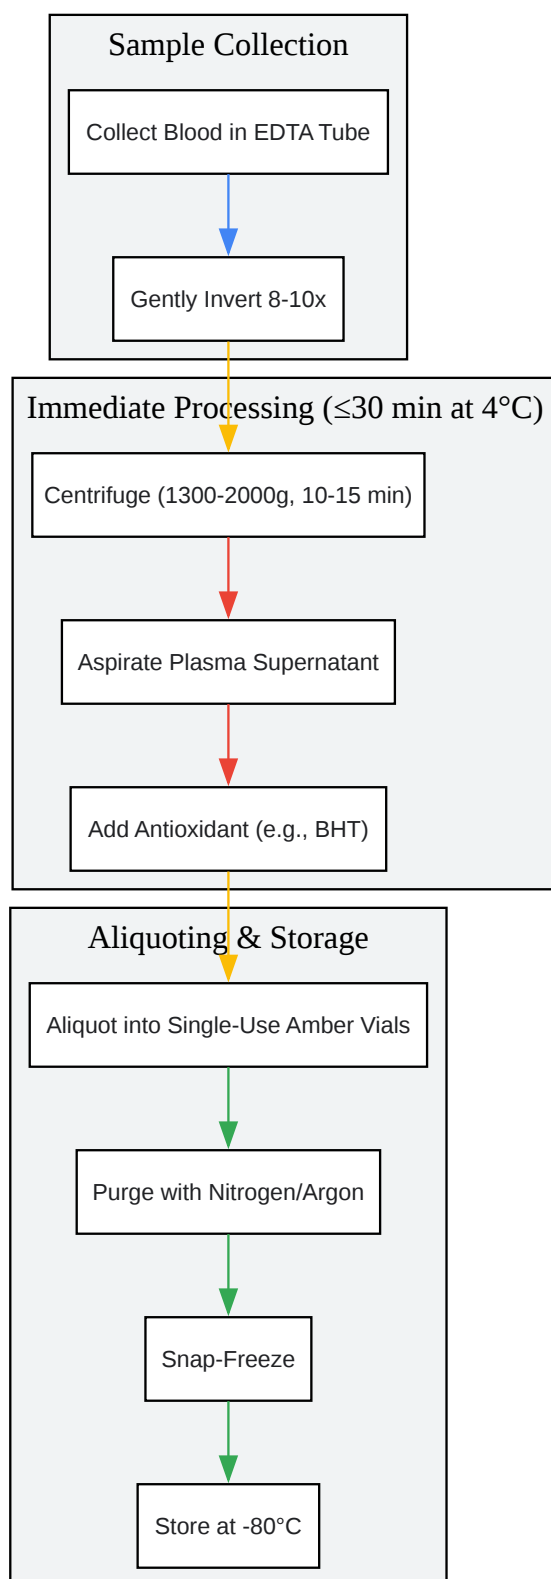 Sample Collection
Collect Blood in EDTA Tube
Gently Invert 8-10x
Immediate Processing (≤30 min at 4°C)
Centrifuge (1300-2000g, 10-15 min)
Aspirate Plasma Supernatant
Add Antioxidant (e.g., BHT)
Aliquoting & Storage
Aliquot into Single-Use Amber Vials
Purge with Nitrogen/Argon
Snap-Freeze
Store at -80°C